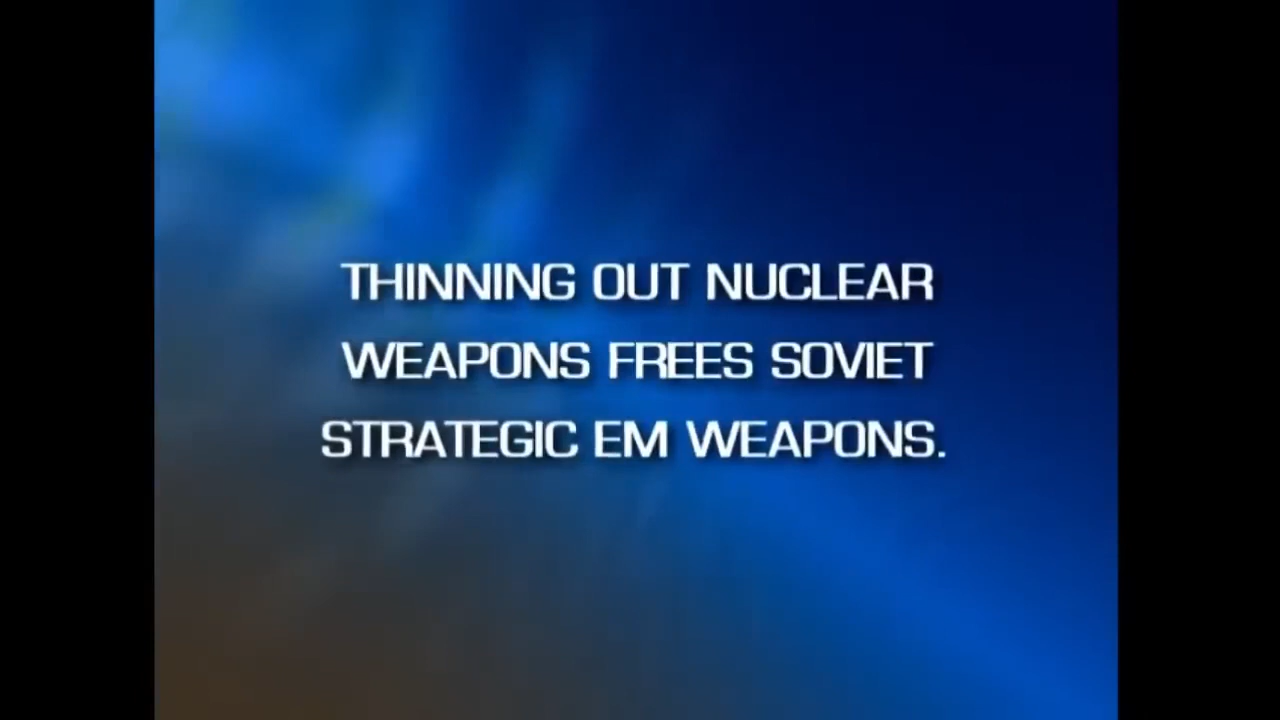 THINNING OUT NUCLEAR
WEAPONS FREES SOVIET
STRATEGIC EM WEAPONS.